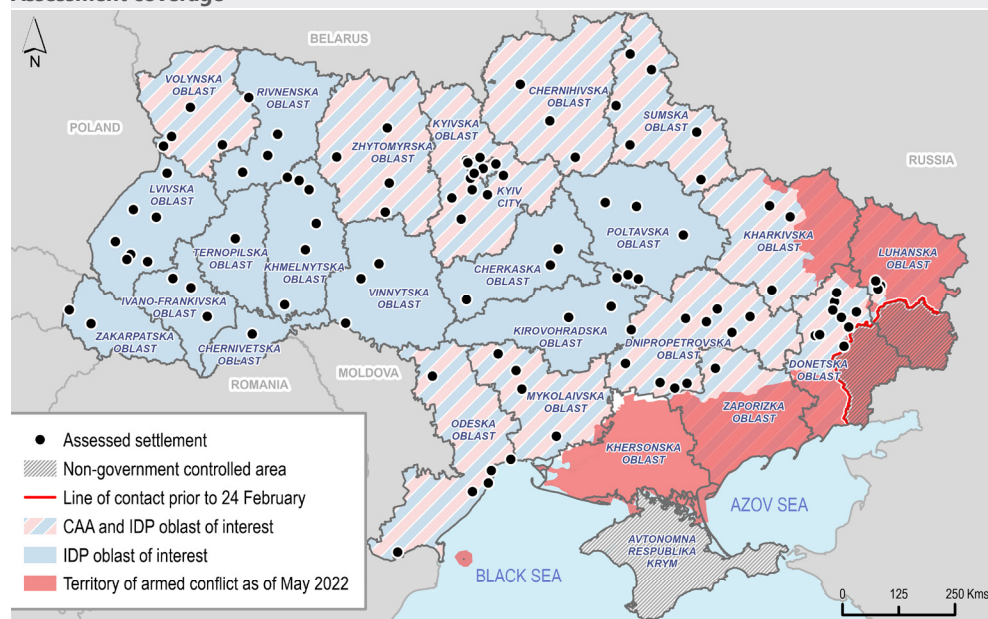 Assessment coverage
N
BELARUS
POLAND
RUSSIA
VOLYNSKA
OBLAST
RIVNENSKA
OBLAST
ZHYTOMYRSKA
OBLAST
KYIVSKA
OBLAST
KYIV
CITY
CHERNIHIVSKA
OBLAST
SUMSKA
OBLAST
LVIVSKA
OBLAST
TERNOPILSKA
OBLAST
KHMELNYTSKA
OBLAST
IVANO-FRANKIVSKA
OBLAST
ZAKARPATSKA
OBLAST
CHERNIVETSKA
OBLAST
VINNYTSKA
OBLAST
CHERKASKA
OBLAST
POLTAVSKA
OBLAST
KHARKIVSKA
OBLAST
LUHANSKA
OBLAST
KIROVOHRADSKA
OBLAST
DNIPROPETROVSKA
OBLAST
DONETSKA
OBLAST
ROMANIA
MOLDOVA
ODESKA
OBLAST
MYKOLAIVSKA
OBLAST
KHERSONSKA
OBLAST
ZAPORIZKA
OBLAST
AVTONOMNA
RESPUBLIKA
KRYM
BLACK SEA
AZOV SEA
Assessed settlement
Non-government controlled area
Line of contact prior to 24 February
CAA and IDP oblast of interest
IDP oblast of interest
Territory of armed conflict as of May 2022
0 125 250 Kms